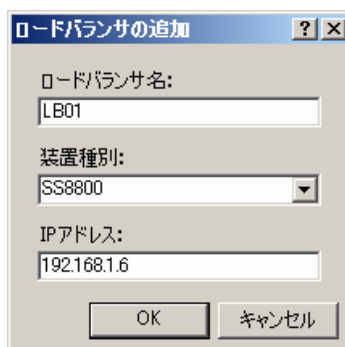 ロードバランサの追加
ロードバランサ名:
LB01
装置種別:
SS8800
IPアドレス:
192.168.1.6
OK キャンセル